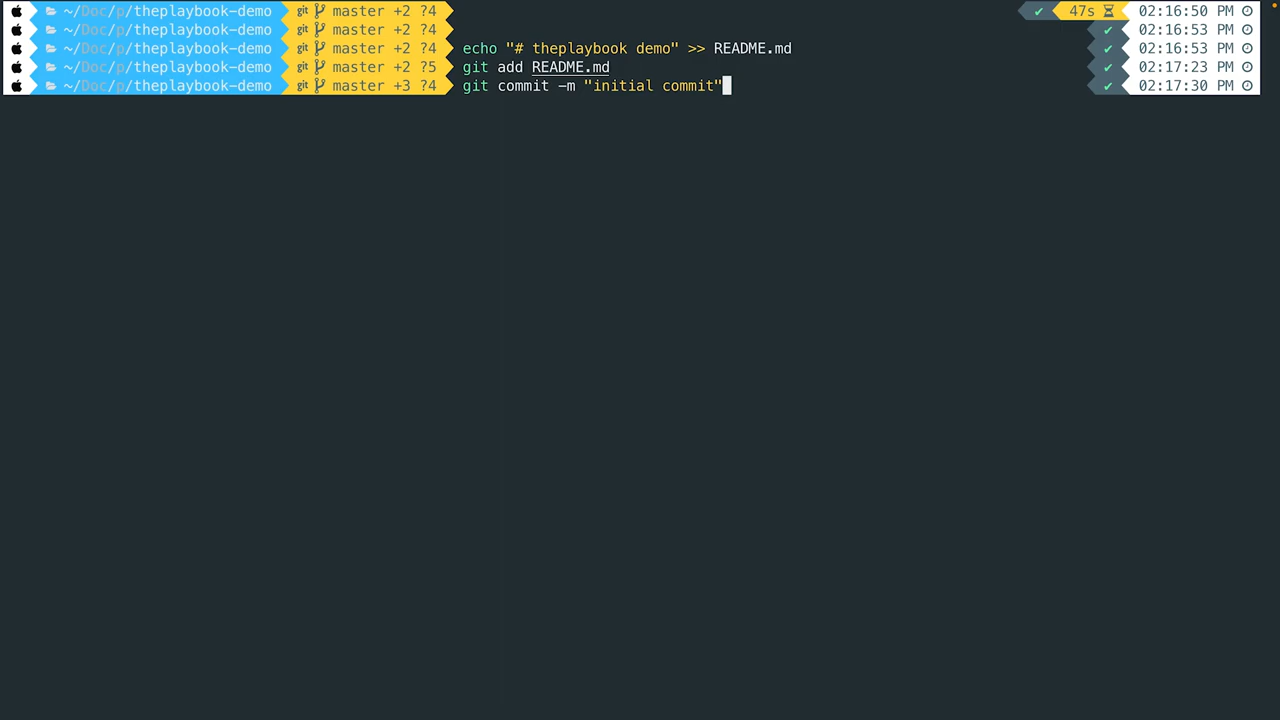 ~/Doc/p/theplaybook-demo git master +2 ?4 47s 02:16:50 PM
~/Doc/p/theplaybook-demo git master +2 ?4 02:16:53 PM
~/Doc/p/theplaybook-demo git master +2 ?4 echo "# theplaybook demo" >> README.md 02:16:53 PM
~/Doc/p/theplaybook-demo git master +2 ?5 git add README.md 02:17:23 PM
~/Doc/p/theplaybook-demo git master +3 ?4 git commit -m "initial commit" 02:17:30 PM